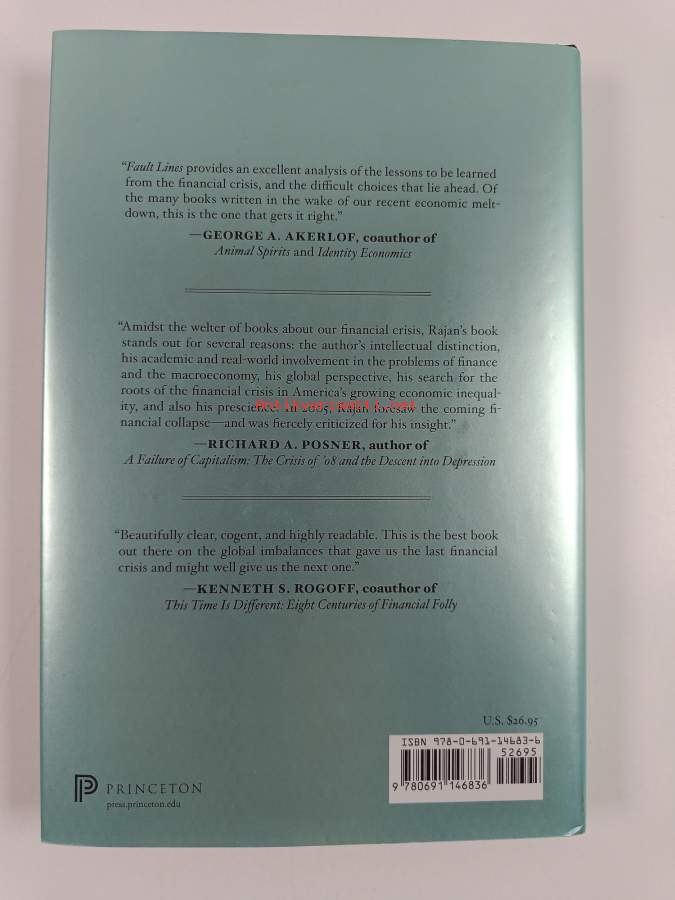 “Fault Lines provides an excellent analysis of the lessons to be learned
from the financial crisis, and the difficult choices that lie ahead. Of
the many books written in the wake of our recent economic melt-
down, this is the one that gets it right.”
—GEORGE A. AKERLOF, coauthor of
Animal Spirits and Identity Economics
“Amidst the welter of books about our financial crisis, Rajan’s book
stands out for several reasons: the author’s intellectual distinction,
his academic and real-world involvement in the problems of finance
and the macroeconomy, his global perspective, his search for the
roots of the financial crisis in America’s growing economic inequal-
ity, and also his prescience. In 2005, Rajan foresaw the coming fi-
nancial collapse—and was fiercely criticized for his insight.”
—RICHARD A. POSNER, author of
A Failure of Capitalism: The Crisis of ’08 and the Descent into Depression
“Beautifully clear, cogent, and highly readable. This is the best book
out there on the global imbalances that gave us the last financial
crisis and might well give us the next one.”
—KENNETH S. ROGOFF, coauthor of
This Time Is Different: Eight Centuries of Financial Folly
U.S. $26.95
ISBN 978-0-691-14683-6
52695
9 780691 146836
PRINCETON
press.princeton.edu